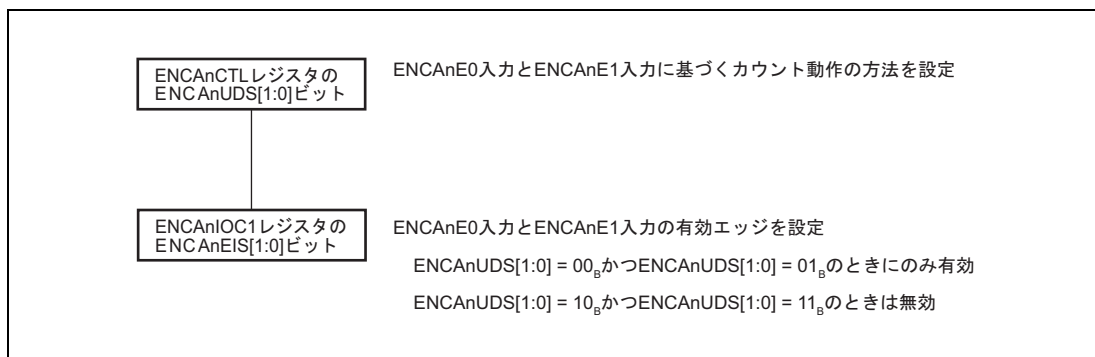 ENCAnCTLレジスタの
ENCAnUDS[1:0]ビット
ENCAnE0入力とENCAnE1入力に基づくカウント動作の方法を設定
ENCAnIOC1レジスタの
ENCAnEIS[1:0]ビット
ENCAnE0入力とENCAnE1入力の有効エッジを設定
ENCAnUDS[1:0] = 00BかつENCAnUDS[1:0] = 01Bのときにのみ有効
ENCAnUDS[1:0] = 10BかつENCAnUDS[1:0] = 11Bのときは無効